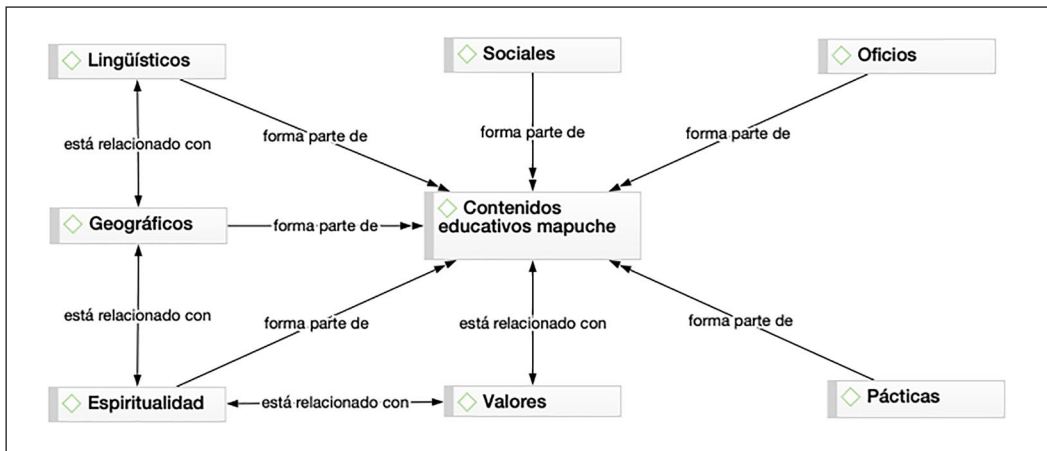 Lingüísticos
Sociales
Oficios
está relacionado con
forma parte de
forma parte de
forma parte de
Geográficos
forma parte de
Contenidos
educativos mapuche
está relacionado con
forma parte de
está relacionado con
forma parte de
Espiritualidad
está relacionado con
Valores
Pácticas